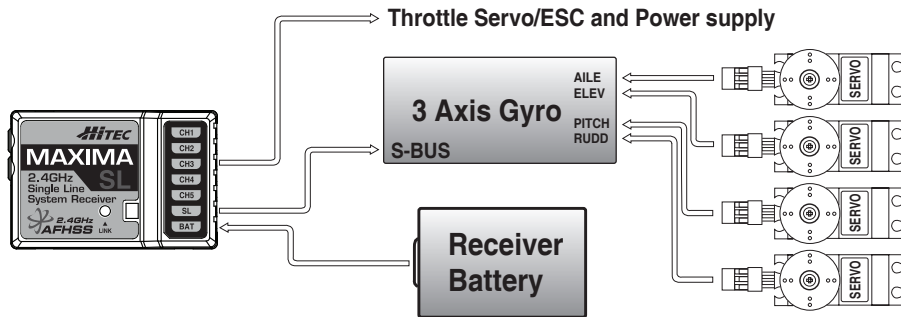 Throttle Servo/ESC and Power supply
HiTEC
MAXIMA
SL
2.4GHz
Single Line
System Receiver
2.4GHz
AFHSS
LINK
CH1
CH2
CH3
CH4
CH5
SL
BAT
3 Axis Gyro
S-BUS
AILE
ELEV
PITCH
RUDD
Receiver
Battery
SERVO
SERVO
SERVO
SERVO